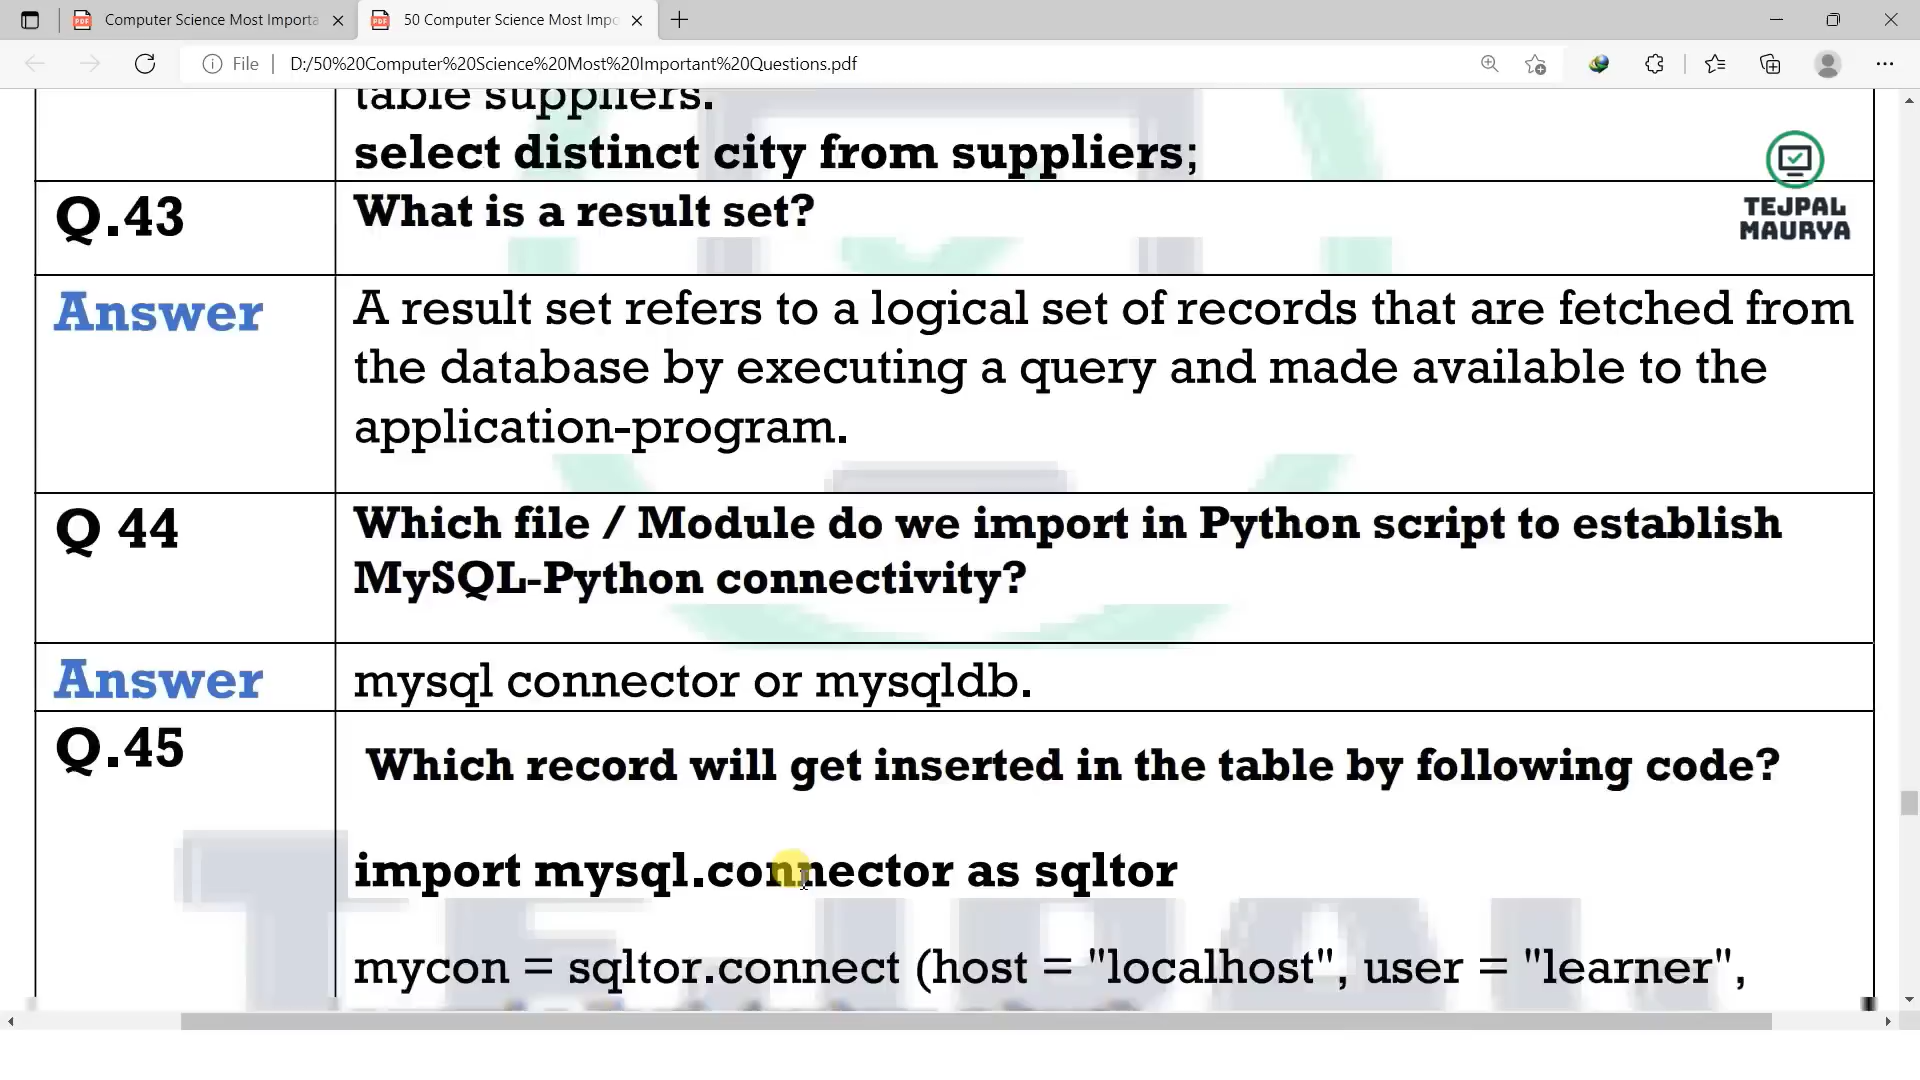 Computer Science Most Importa
50 Computer Science Most Impo
File
D:/50%20Computer%20Science%20Most%20Important%20Questions.pdf
table suppliers.
select distinct city from suppliers;
TEJPAL
MAURYA
Q.43
What is a result set?
Answer
A result set refers to a logical set of records that are fetched from
the database by executing a query and made available to the
application-program.
Q 44
Which file / Module do we import in Python script to establish
MySQL-Python connectivity?
Answer
mysql connector or mysqldb.
Q.45
Which record will get inserted in the table by following code?
import mysql.connector as sqltor
mycon = sqltor.connect (host = "localhost", user = "learner",